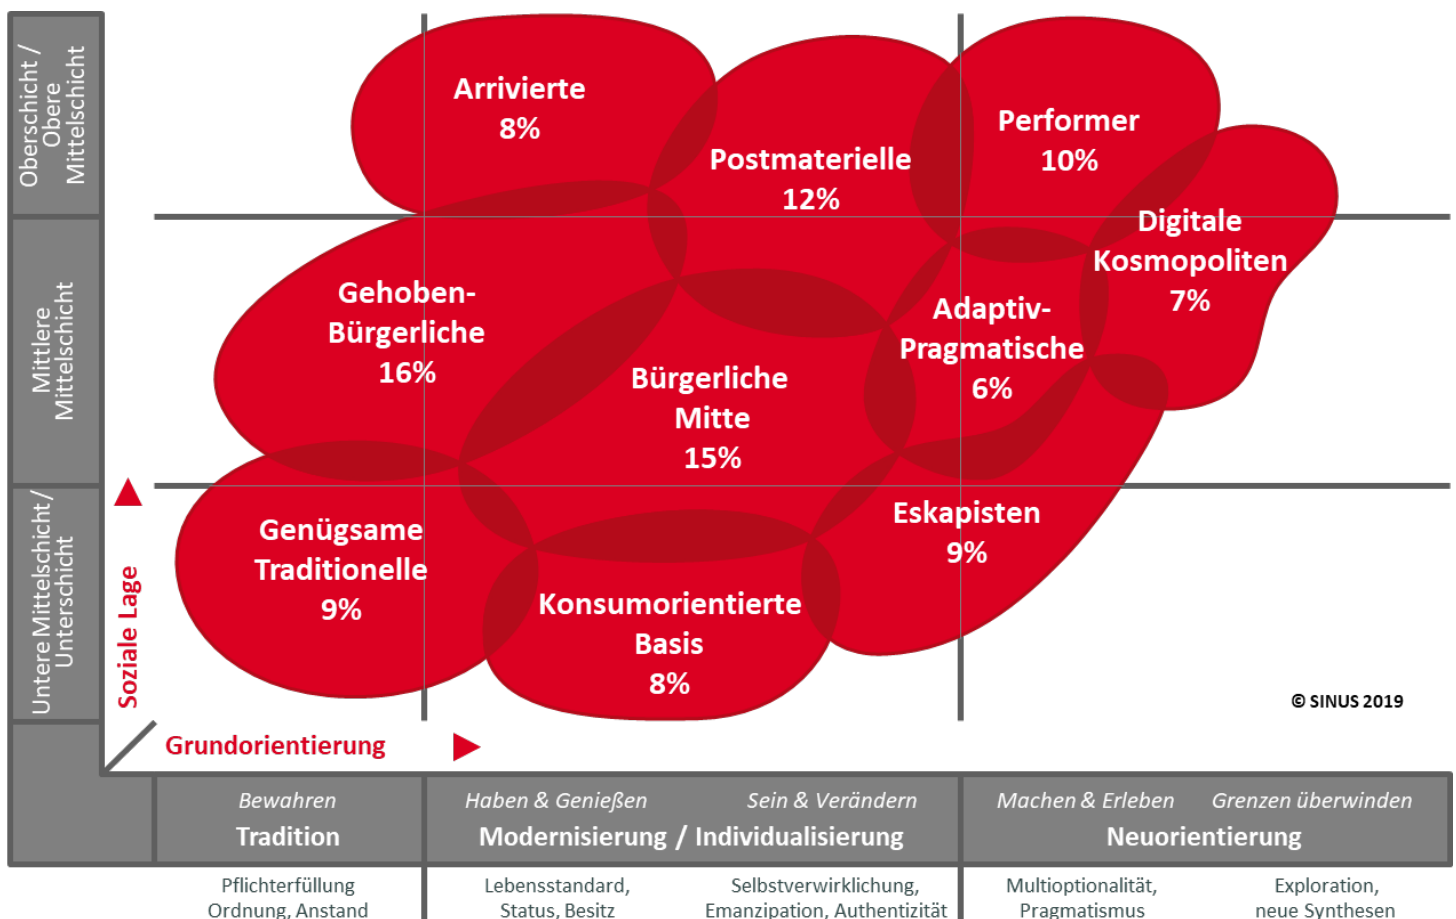 Oberschicht /
Obere
Mittelschicht
Mittlere
Mittelschicht
Untere Mittelschicht/
Unterschicht
Soziale Lage
Arrivierte
8%
Postmaterielle
12%
Performer
10%
Digitale
Kosmopoliten
7%
Gehoben-
Bürgerliche
16%
Adaptiv-
Pragmatische
6%
Bürgerliche
Mitte
15%
Genügsame
Traditionelle
9%
Eskapisten
9%
Konsumorientierte
Basis
8%
© SINUS 2019
Grundorientierung
Bewahren
Tradition
Haben & Genießen
Sein & Verändern
Modernisierung / Individualisierung
Machen & Erleben
Grenzen überwinden
Neuorientierung
Pflichterfüllung
Ordnung, Anstand
Lebensstandard,
Status, Besitz
Selbstverwirklichung,
Emanzipation, Authentizität
Multioptionalität,
Pragmatismus
Exploration,
neue Synthesen